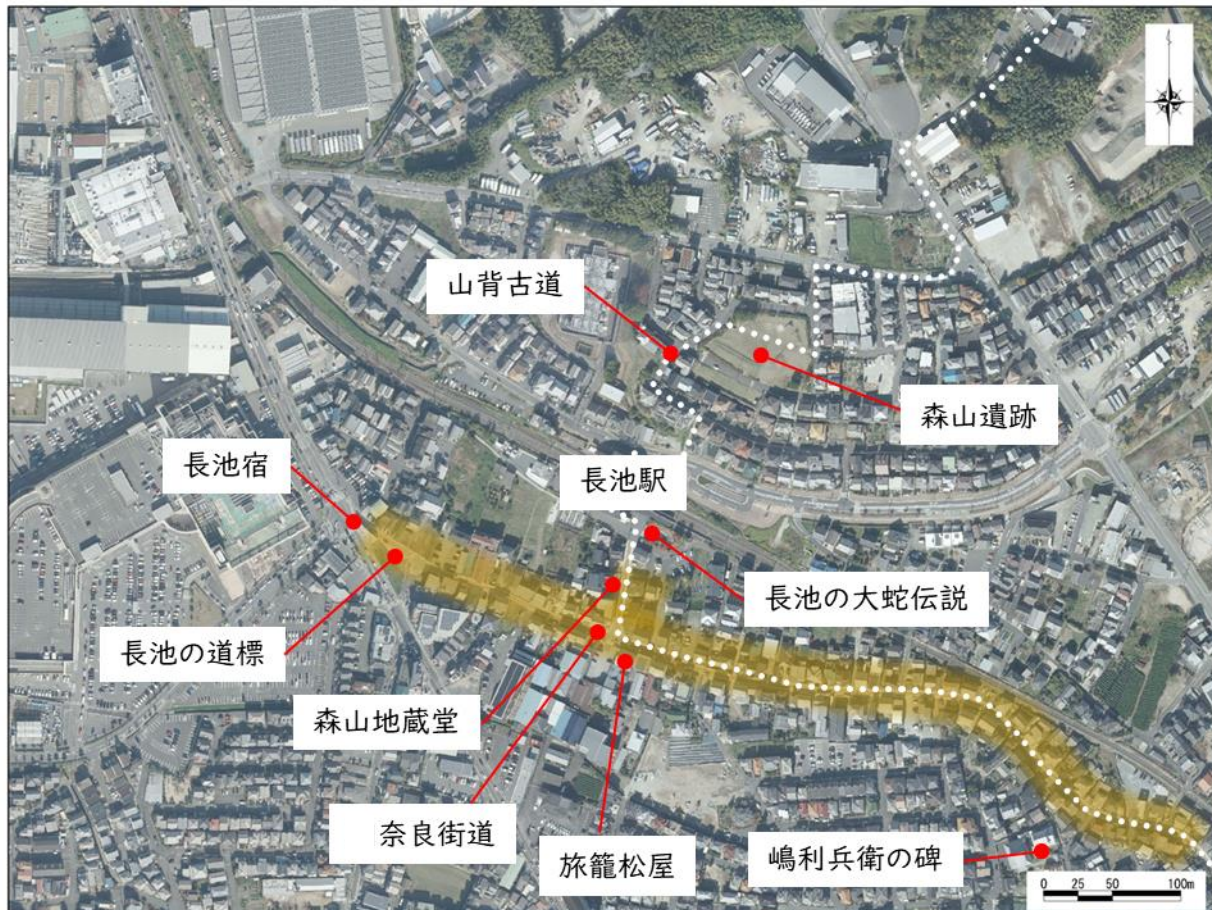 山背古道
森山遺跡
長池宿
長池駅
長池の大蛇伝説
長池の道標
森山地蔵堂
奈良街道
旅籠松屋
嶋利兵衛の碑
0 25 50 100m